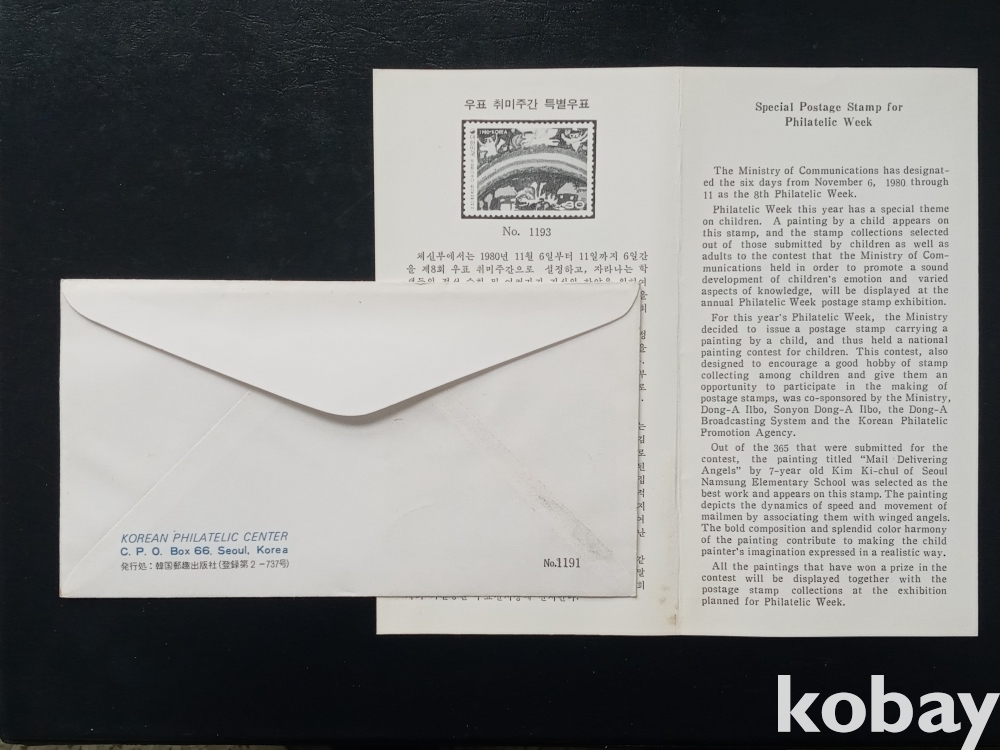 우표 취미주간 특별우표
1980·KOREA
30
No. 1193
체신부에서는 1980년 11월 6일부터 11일까지 6일간
을 제8회 우표 취미주간으로 설정하고, 자라나는 학
Special Postage Stamp for
Philatelic Week
The Ministry of Communications has designat-
ed the six days from November 6, 1980 through
11 as the 8th Philatelic Week.
Philatelic Week this year has a special theme
on children. A painting by a child appears on
this stamp, and the stamp collections selected
out of those submitted by children as well as
adults to the contest that the Ministry of Com-
munications held in order to promote a sound
development of children's emotion and varied
aspects of knowledge, will be displayed at the
annual Philatelic Week postage stamp exhibition.
For this year's Philatelic Week, the Ministry
decided to issue a postage stamp carrying a
painting by a child, and thus held a national
painting contest for children. This contest, also
designed to encourage a good hobby of stamp
collecting among children and give them an
opportunity to participate in the making of
postage stamps, was co-sponsored by the Ministry,
Dong-A Ilbo, Sonyon Dong-A Ilbo, the Dong-A
Broadcasting System and the Korean Philatelic
Promotion Agency.
Out of the 365 that were submitted for the
contest, the painting titled "Mail Delivering
Angels" by 7-year old Kim Ki-chul of Seoul
Namsung Elementary School was selected as the
best work and appears on this stamp. The painting
depicts the dynamics of speed and movement of
mailmen by associating them with winged angels.
The bold composition and splendid color harmony
of the painting contribute to making the child
painter's imagination expressed in a realistic way.
All the paintings that have won a prize in the
contest will be displayed together with the
postage stamp collections at the exhibition
planned for Philatelic Week.
KOREAN PHILATELIC CENTER
C. P. O. Box 66, Seoul, Korea
発行処：韓国郵趣出版社(登録第2-737号)
No.1191
kobay